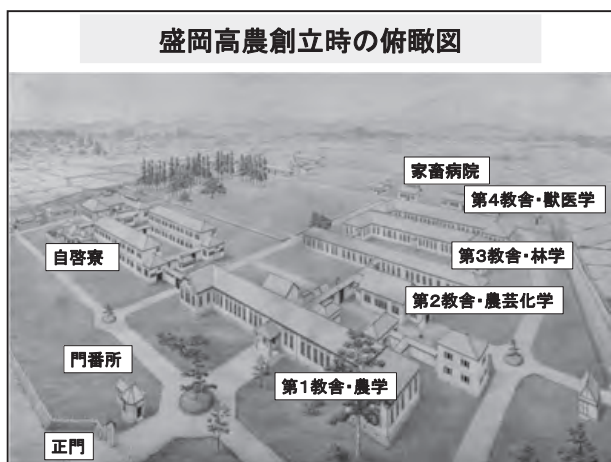 盛岡高農創立時の俯瞰図
家畜病院
第4教舎・獣医学
自啓寮
第3教舎・林学
第2教舎・農芸化学
門番所
第1教舎・農学
正門